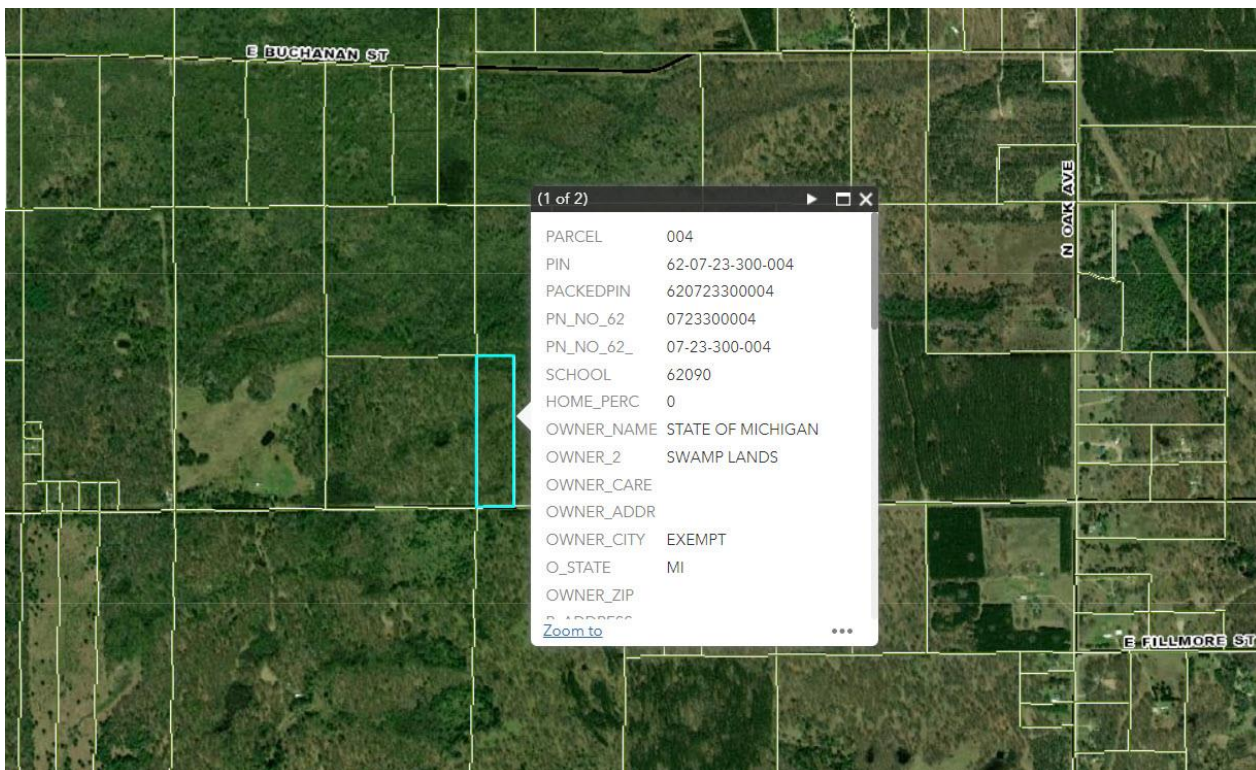 E BUCHANAN ST
N OAK AVE
(1 of 2)
PARCEL 004
PIN 62-07-23-300-004
PACKEDPIN 620723300004
PN_NO_62 0723300004
PN_NO_62_ 07-23-300-004
SCHOOL 62090
HOME_PERC 0
OWNER_NAME STATE OF MICHIGAN
OWNER_2 SWAMP LANDS
OWNER_CARE
OWNER_ADDR
OWNER_CITY EXEMPT
O_STATE MI
OWNER_ZIP
Zoom to
E FILLMORE ST